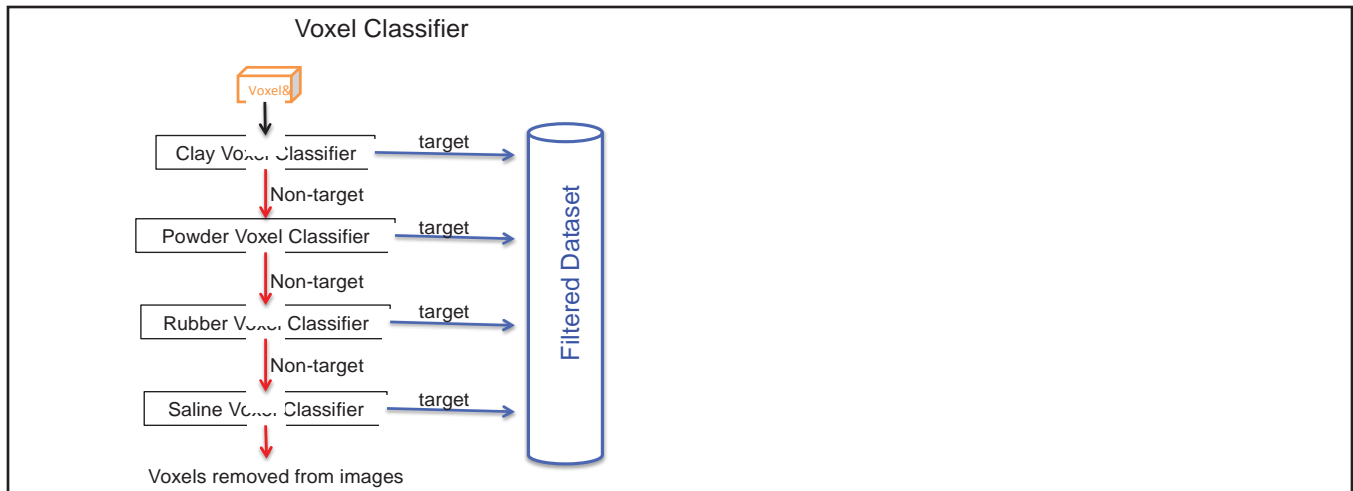 Voxel Classifier
Voxel&
Clay Voxel Classifier
target
Non-target
Powder Voxel Classifier
target
Non-target
Rubber Voxel Classifier
target
Non-target
Saline Voxel Classifier
target
Voxels removed from images
Filtered Dataset